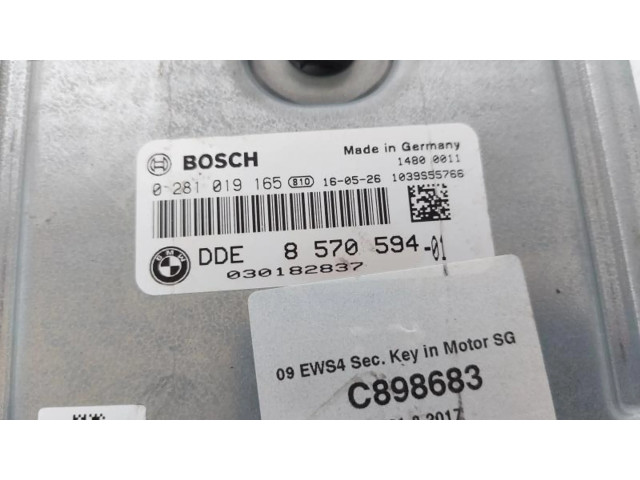 BOSCH
Made in Germany
1480 0011
0 281 019 165 810 16-05-26 1039S55766
BMW DDE 8 570 594-01
030182837
09 EWS4 Sec. Key in Motor SG
C898683